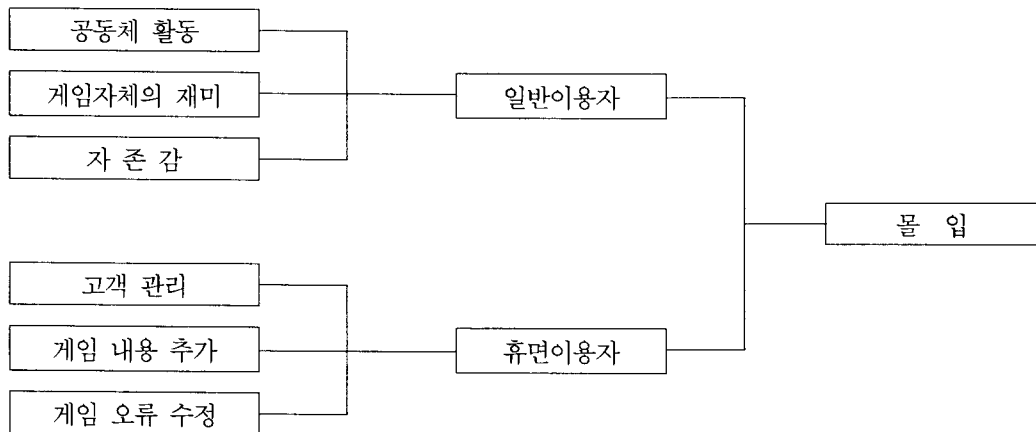 공동체 활동
게임자체의 재미
자 존 감
일반이용자
몰 입
고객 관리
게임 내용 추가
게임 오류 수정
휴면이용자